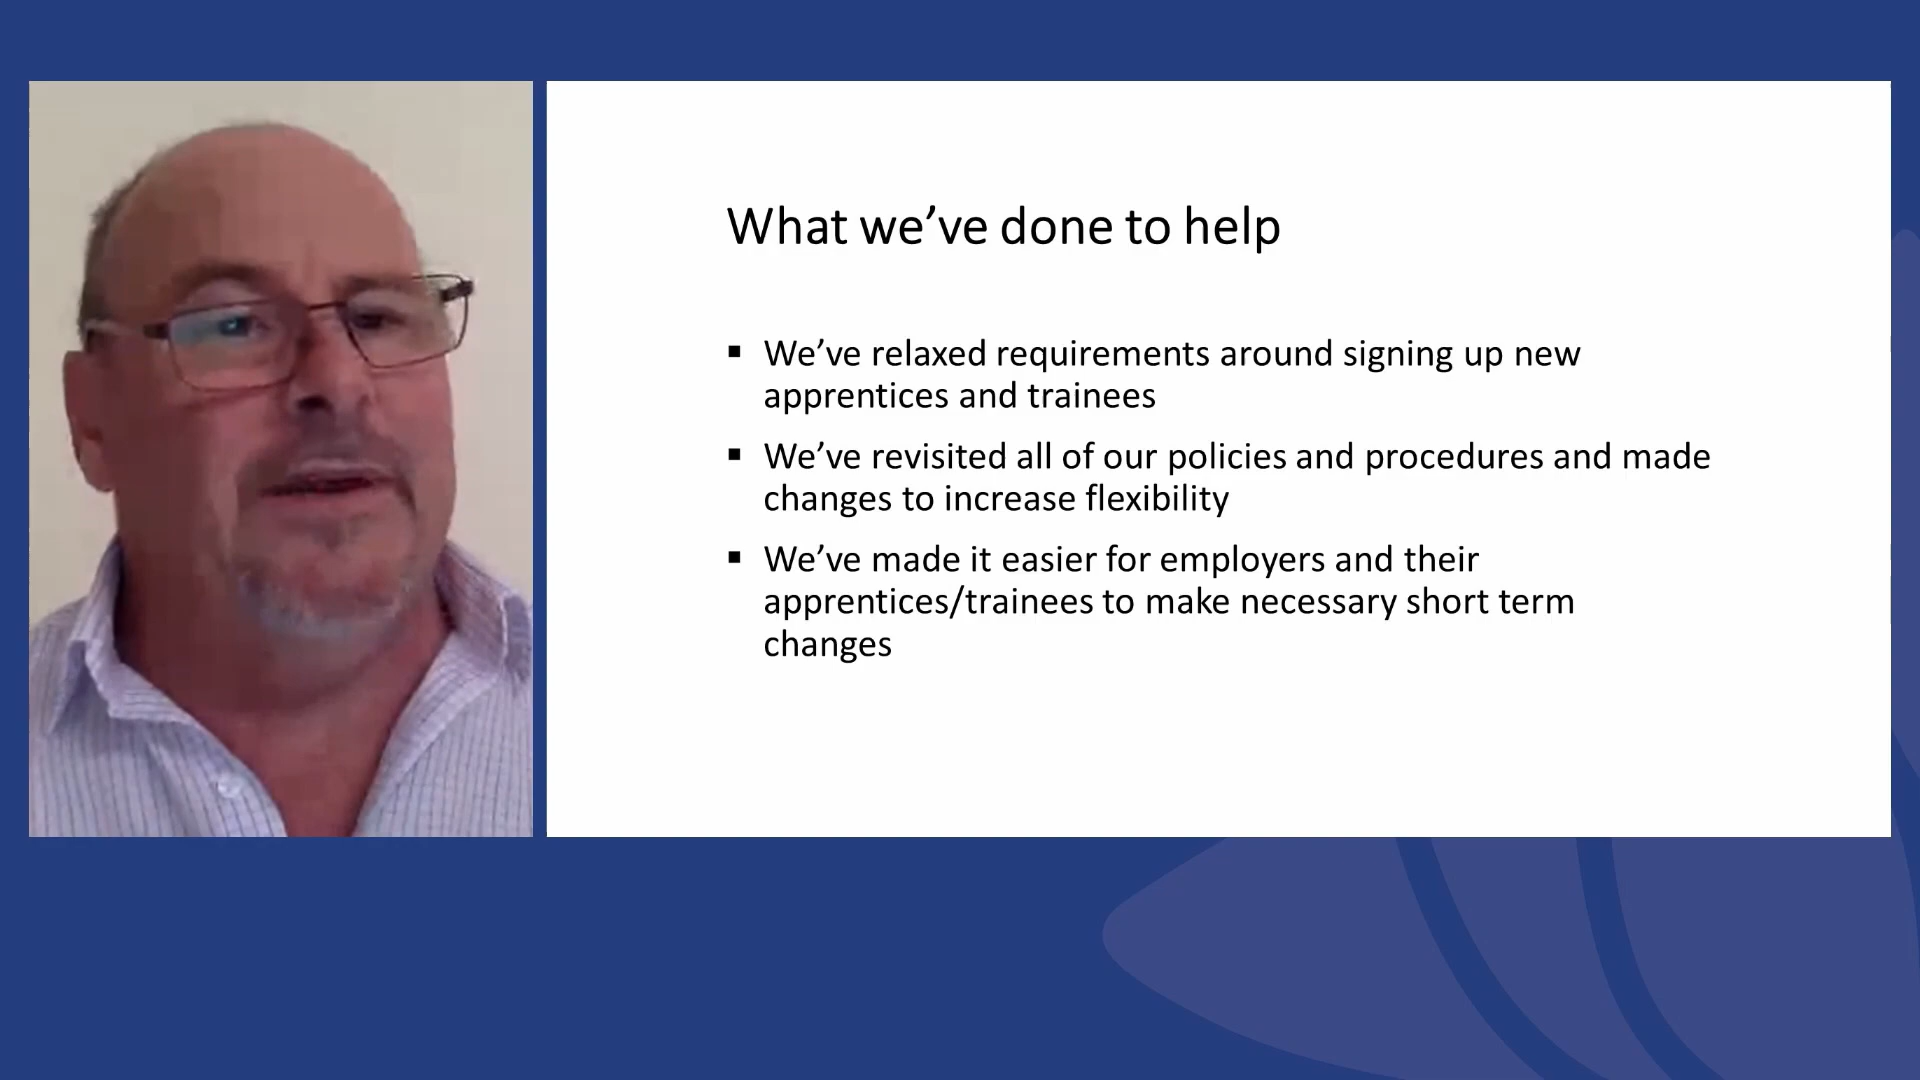 What we’ve done to help
▪ We’ve relaxed requirements around signing up new
apprentices and trainees
▪ We’ve revisited all of our policies and procedures and made
changes to increase flexibility
▪ We’ve made it easier for employers and their
apprentices/trainees to make necessary short term
changes